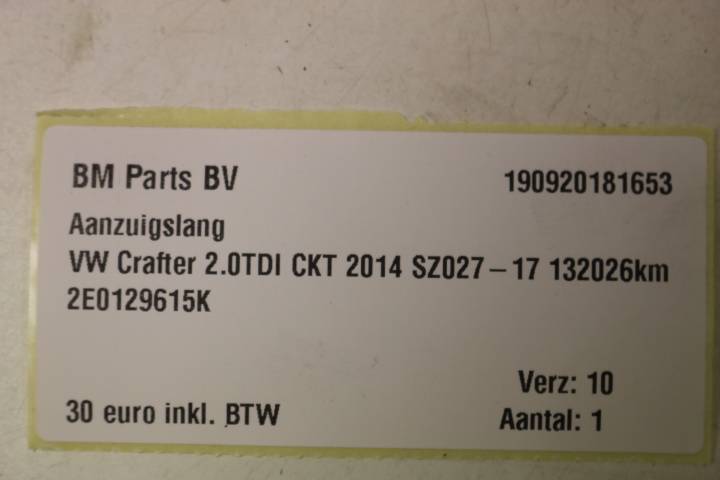 BM Parts BV 190920181653
Aanzuigslang
VW Crafter 2.0TDI CKT 2014 SZ027-17 132026km
2E0129615K
Verz: 10
30 euro inkl. BTW Aantal: 1